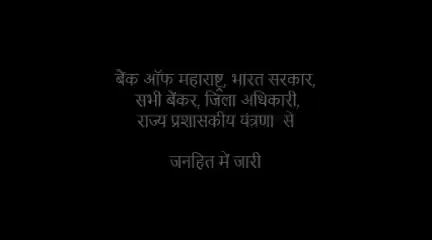 बेंक ऑफ महाराष्ट्र, भारत सरकार,
सभी बेंकर, जिला अधिकारी,
राज्य प्रशासकीय यंत्रणा से
जनहित में जारी